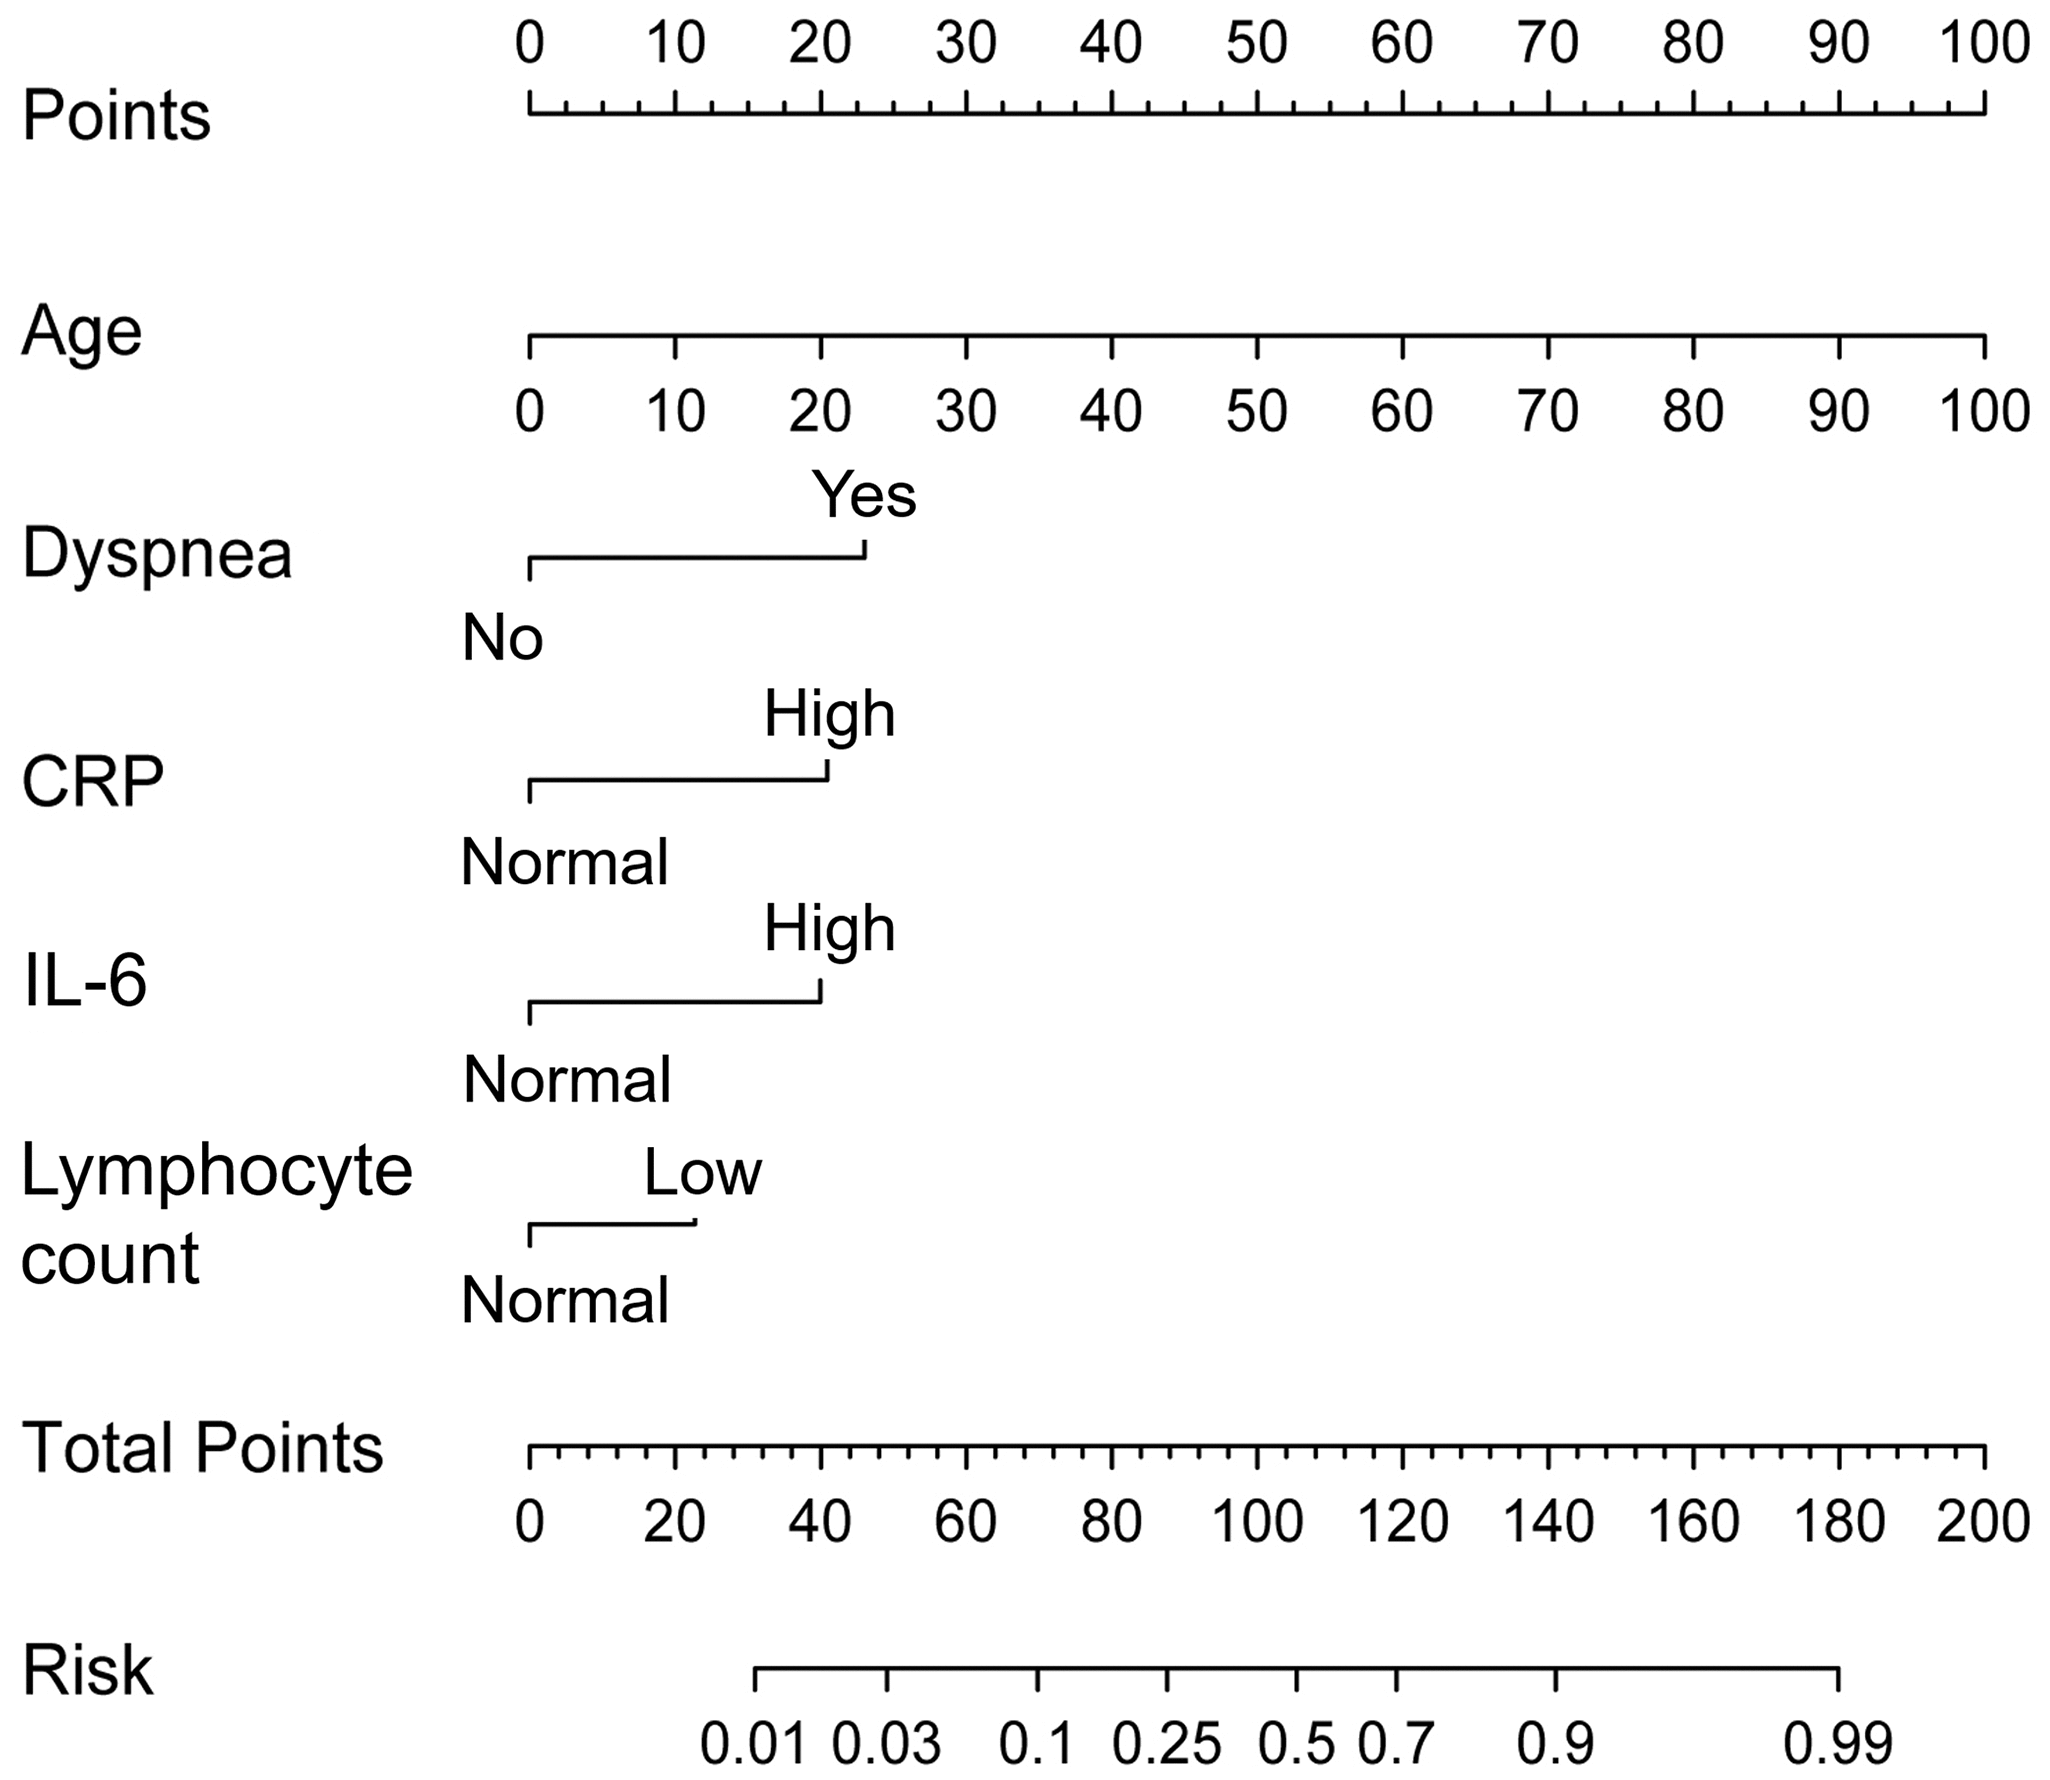 0 10 20 30 40 50 60 70 80 90 100
Points
Age
0 10 20 30 40 50 60 70 80 90 100
Yes
Dyspnea
No
High
CRP
Normal
High
IL-6
Normal
Lymphocyte
count
Low
Normal
Total Points
0 20 40 60 80 100 120 140 160 180 200
Risk
0.01 0.03 0.1 0.25 0.5 0.7 0.9 0.99